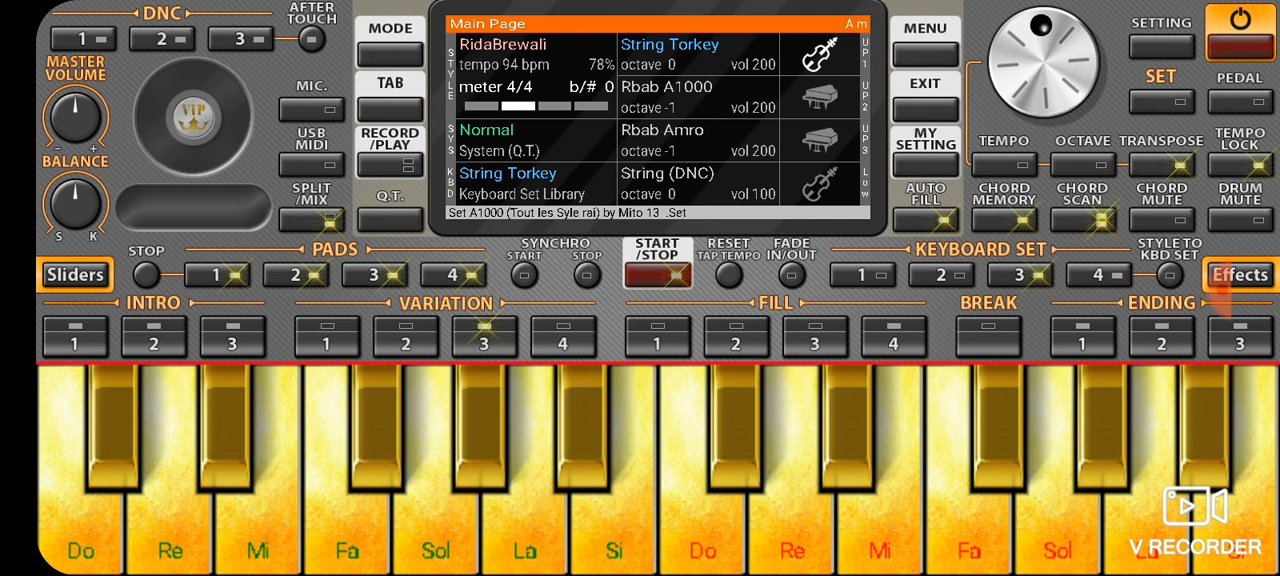 DNC
AFTER
TOUCH
1
2
3
MASTER
VOLUME
- +
BALANCE
S K
VIP
MIC.
USB
MIDI
SPLIT
/MIX
MODE
TAB
RECORD
/PLAY
Q.T.
Main Page Am
STYLE
RidaBrewali
tempo 94 bpm 78%
meter 4/4 b/# 0
SYS
Normal
System (Q.T.)
KBD
String Torkey
Keyboard Set Library
String Torkey
octave 0 vol 200
UP1
Rbab A1000
octave -1 vol 200
UP2
Rbab Amro
octave -1 vol 200
UP3
String (DNC)
octave 0 vol 100
Low
Set A1000 (Tout les Syle rai) by Mito 13 .Set
MENU
EXIT
MY
SETTING
AUTO
FILL
SETTING
SET
PEDAL
TEMPO
OCTAVE
TRANSPOSE
TEMPO
LOCK
CHORD
MEMORY
CHORD
SCAN
CHORD
MUTE
DRUM
MUTE
Sliders
STOP
PADS
1
2
3
4
SYNCHRO
START
STOP
START
/STOP
RESET
TAP TEMPO
FADE
IN/OUT
KEYBOARD SET
1
2
3
4
STYLE TO
KBD SET
Effects
INTRO
1
2
3
VARIATION
1
2
3
4
FILL
1
2
3
4
BREAK
ENDING
1
2
3
Do Re Mi Fa Sol La Si Do Re Mi Fa Sol
V RECORDER